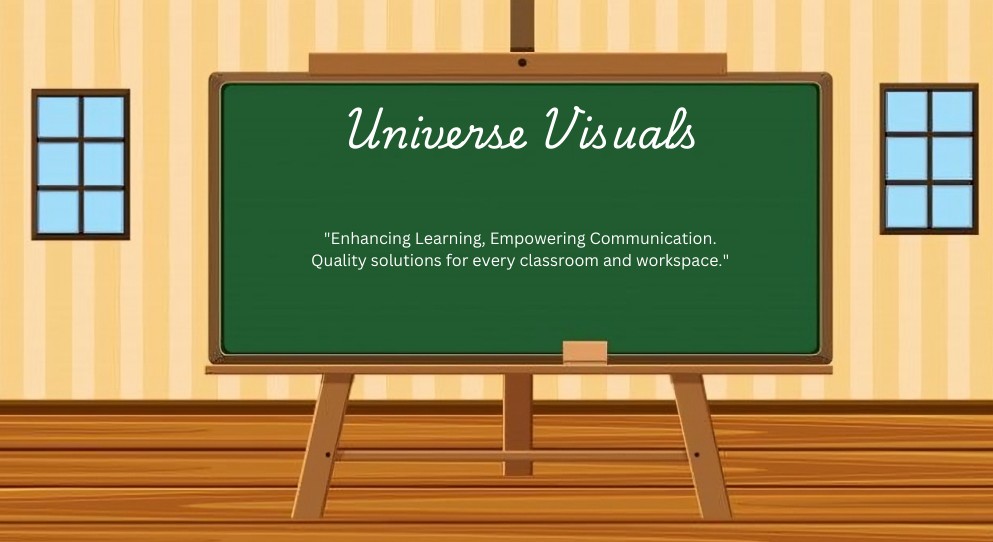 Universe Visuals
"Enhancing Learning, Empowering Communication.
Quality solutions for every classroom and workspace."